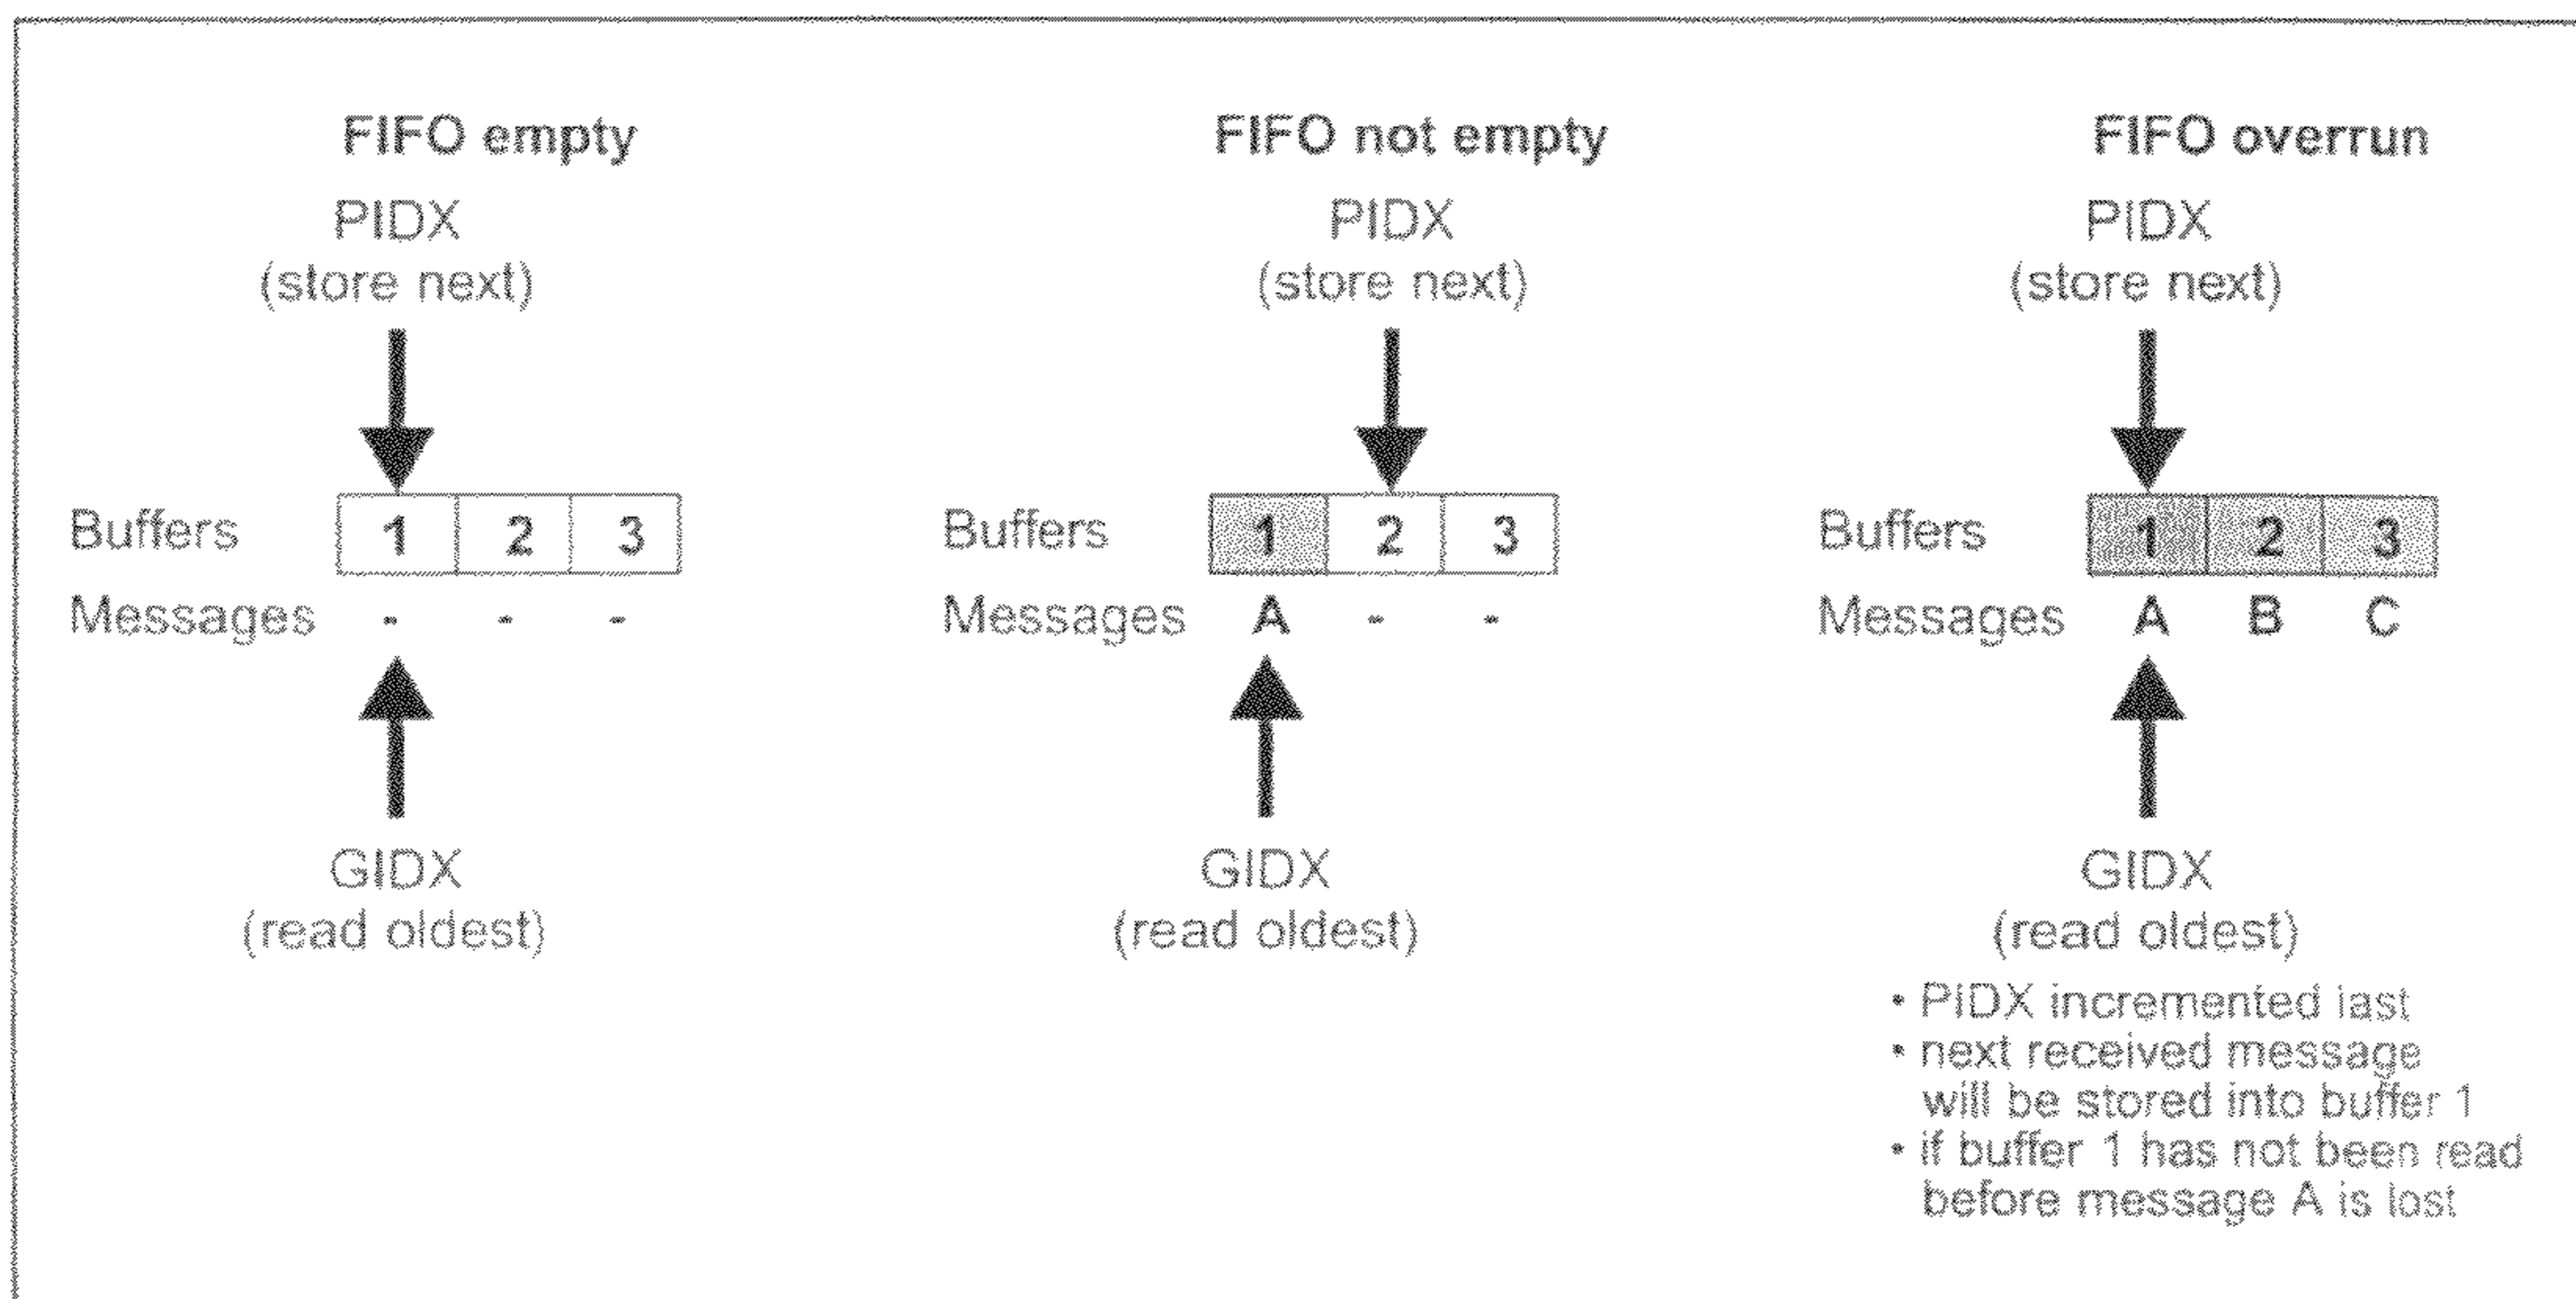 FIFO empty
PIDX
(store next)
Buffers 1 2 3
Messages - - -
GIDX
(read oldest)
FIFO not empty
PIDX
(store next)
Buffers 1 2 3
Messages A - -
GIDX
(read oldest)
FIFO overrun
PIDX
(store next)
Buffers 1 2 3
Messages A B C
GIDX
(read oldest)
• PIDX incremented last
• next received message
will be stored into buffer 1
• if buffer 1 has not been read
before message A is lost